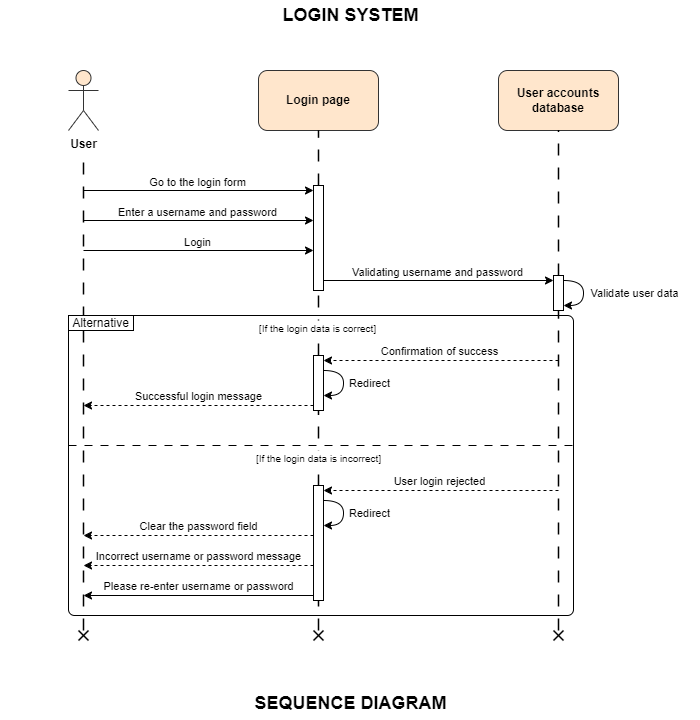 LOGIN SYSTEM
Login page
User accounts
database
User
Go to the login form
Enter a username and password
Login
Validating username and password
Validate user data
Alternative
[If the login data is correct]
Confirmation of success
Redirect
Successful login message
[If the login data is incorrect]
User login rejected
Redirect
Clear the password field
Incorrect username or password message
Please re-enter username or password
SEQUENCE DIAGRAM